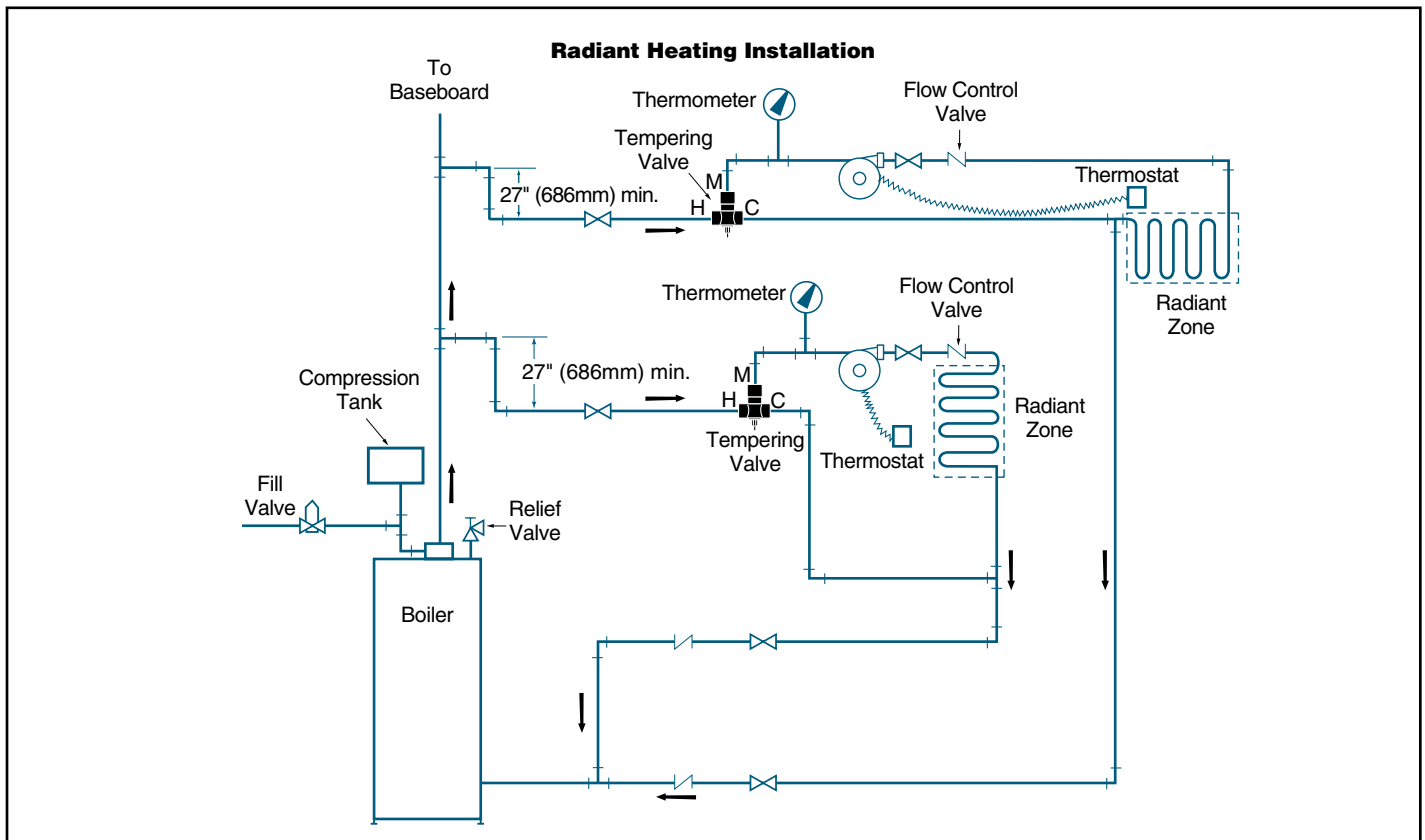 Radiant Heating Installation
To
Baseboard
Thermometer
Flow Control
Valve
Tempering
Valve
Thermostat
M
27" (686mm) min.
H
C
Radiant
Zone
Thermometer
Flow Control
Valve
27" (686mm) min.
M
H
C
Compression
Tank
Radiant
Zone
Tempering
Valve
Thermostat
Fill
Valve
Relief
Valve
Boiler